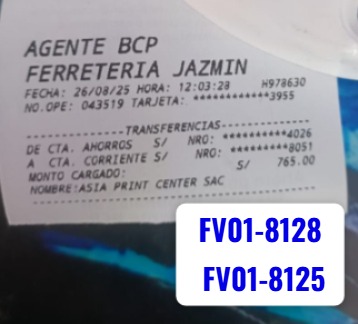 AGENTE BCP
FERRETERIA JAZMIN
FECHA: 26/08/25 HORA: 12:03:28 H978630
NO.OPE: 043519 TARJETA: ************3955
TRANSFERENCIAS
DE CTA. AHORROS S/ NRO: *********4026
A CTA. CORRIENTE S/ NRO: *********8051
MONTO CARGADO: S/ 765.00
NOMBRE:ASIA PRINT CENTER SAC
FV01-8128
FV01-8125